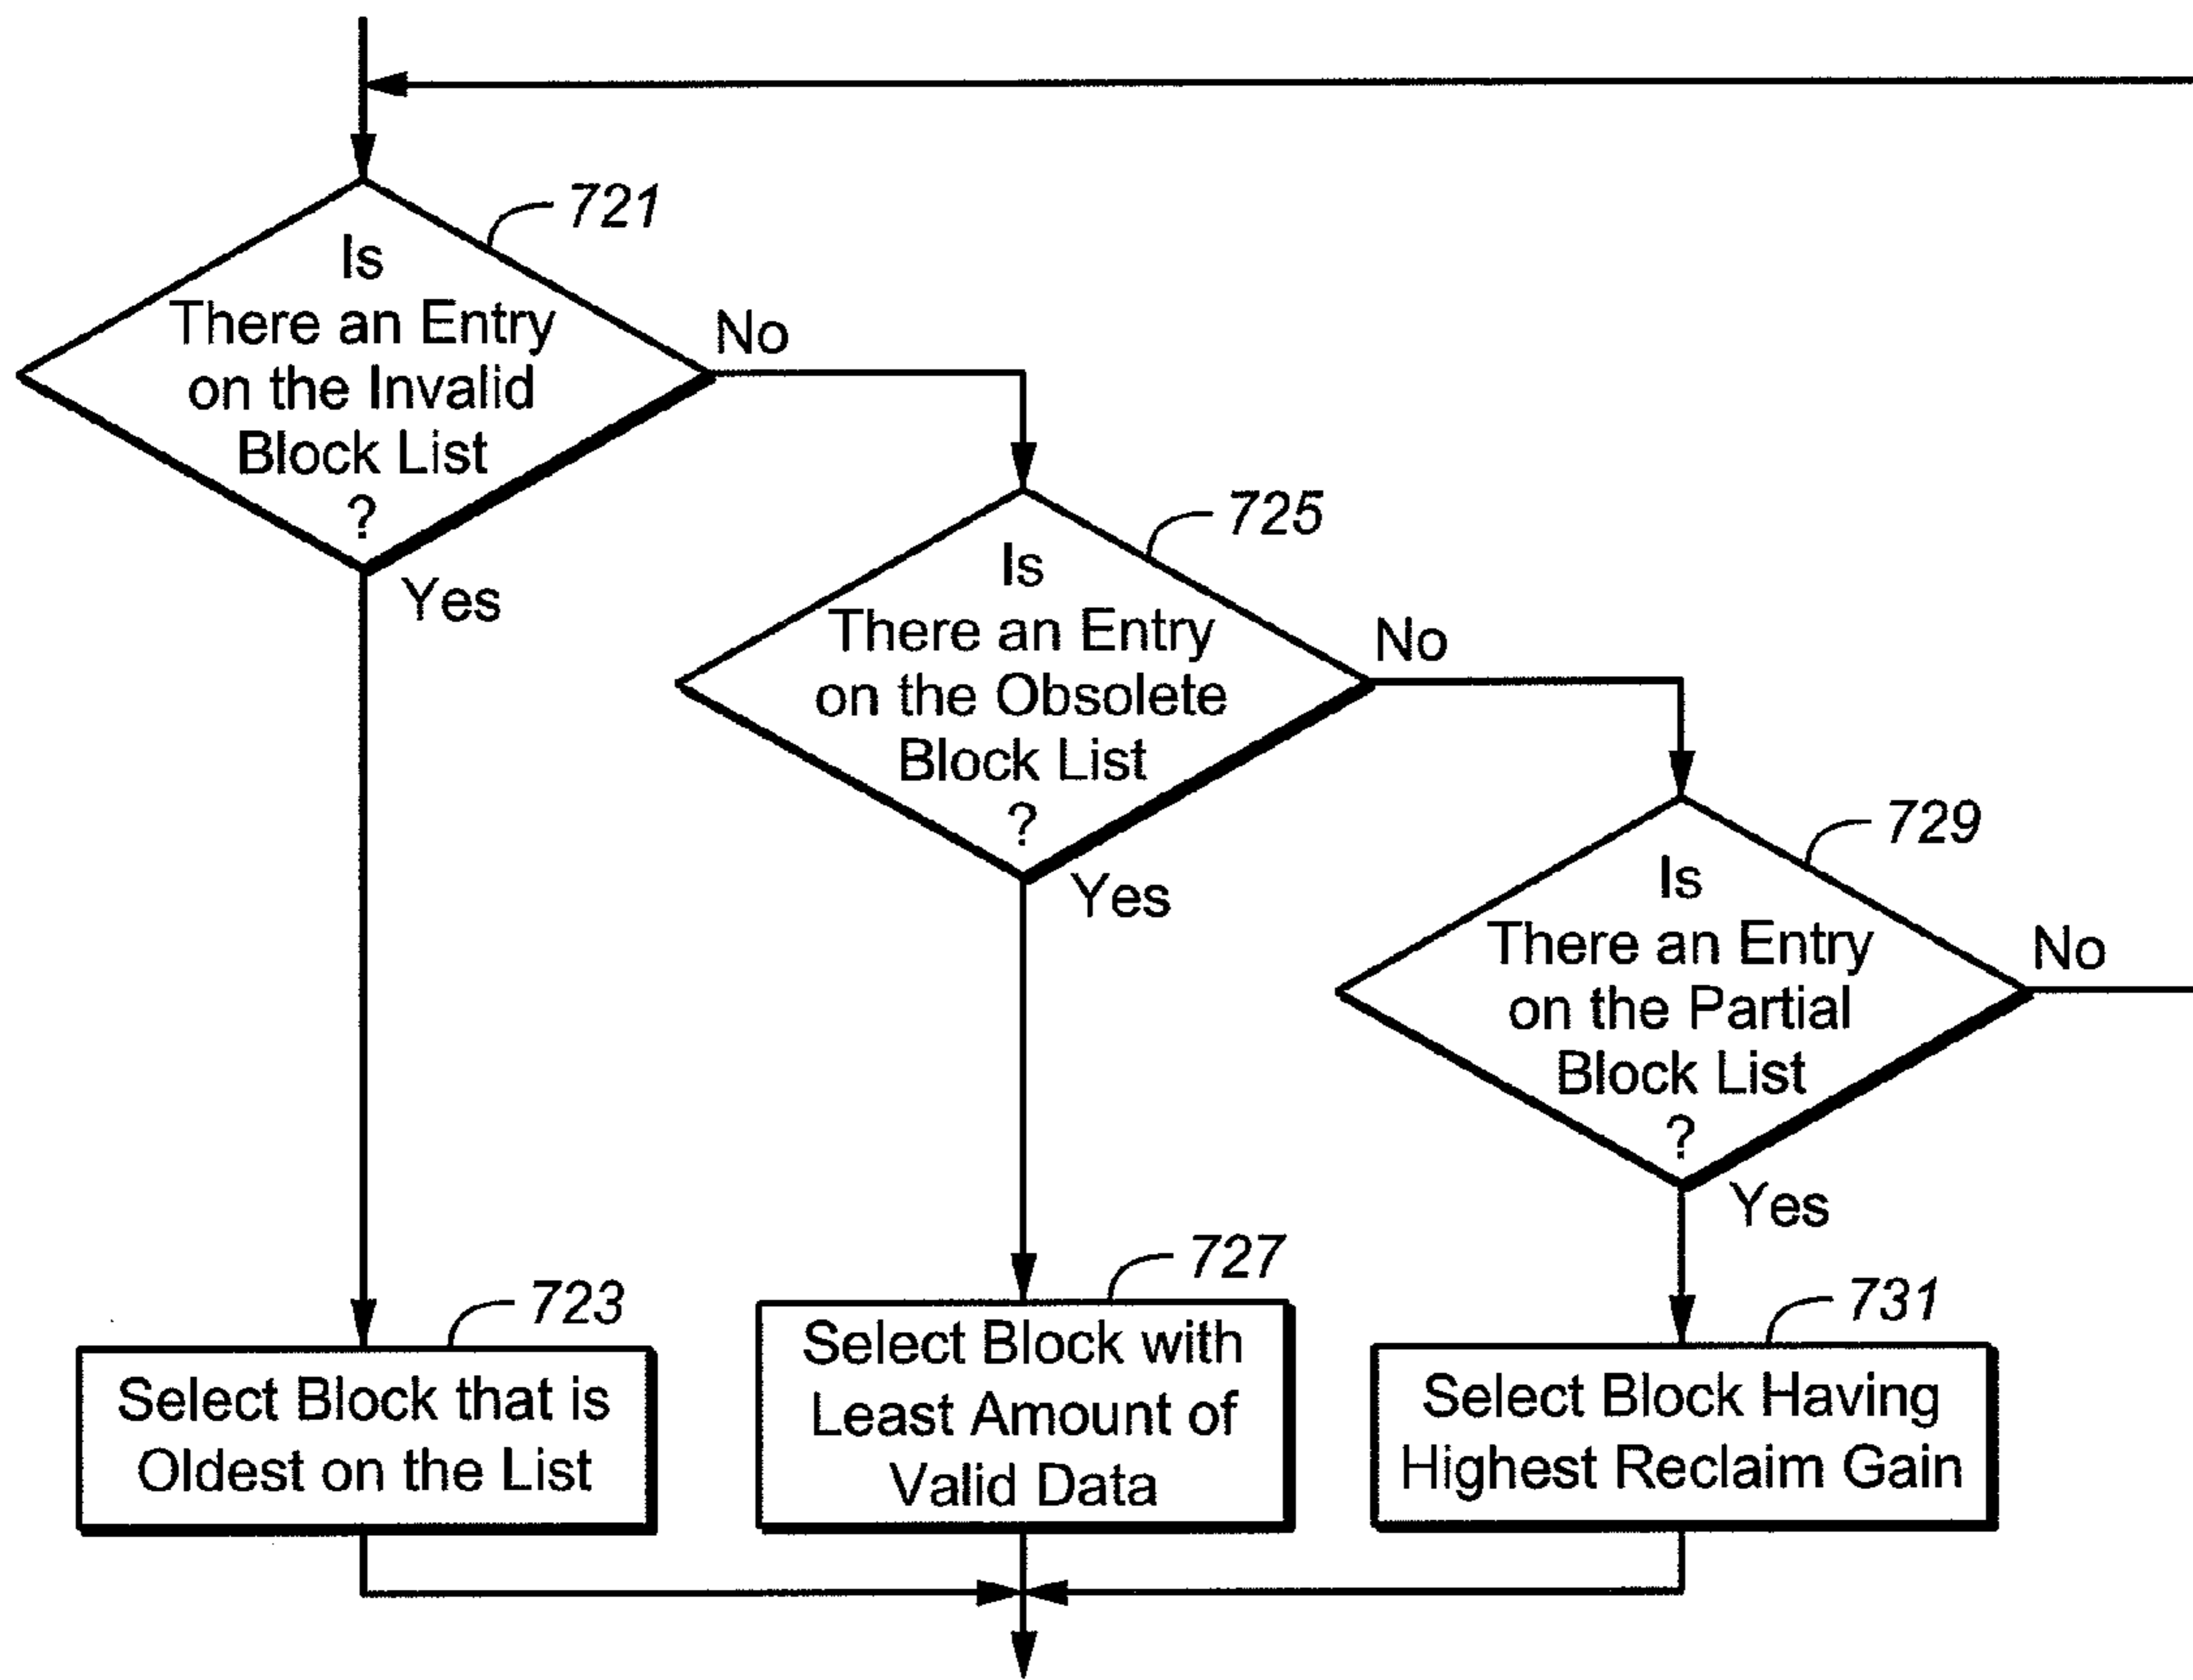 721
Is
There an Entry
on the Invalid
Block List
?
No
Yes
725
Is
There an Entry
on the Obsolete
Block List
?
No
Yes
729
Is
There an Entry
on the Partial
Block List
?
No
Yes
723
Select Block that is
Oldest on the List
727
Select Block with
Least Amount of
Valid Data
731
Select Block Having
Highest Reclaim Gain